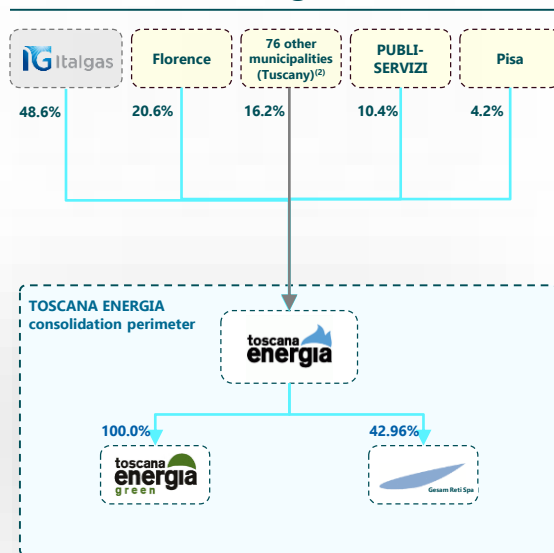 IG Italgas
Florence
76 other
municipalities
(Tuscany)(2)
PUBLI-
SERVIZI
Pisa
48.6%
20.6%
16.2%
10.4%
4.2%
TOSCANA ENERGIA
consolidation perimeter
toscana
energia
100.0%
42.96%
toscana
energia
green
Gesam Reti Spa